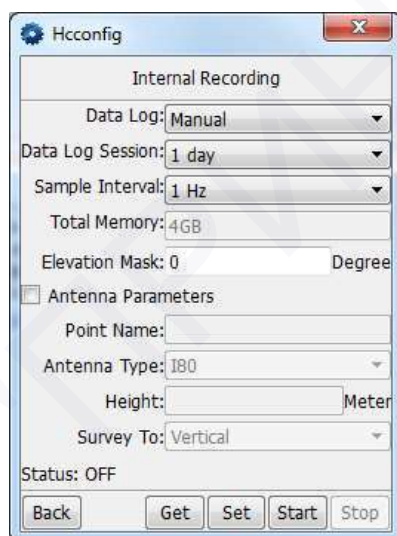 Hcconfig
Internal Recording
Data Log: Manual
Data Log Session: 1 day
Sample Interval: 1 Hz
Total Memory: 4GB
Elevation Mask: 0 Degree
Antenna Parameters
Point Name:
Antenna Type: I80
Height: Meter
Survey To: Vertical
Status: OFF
Back Get Set Start Stop